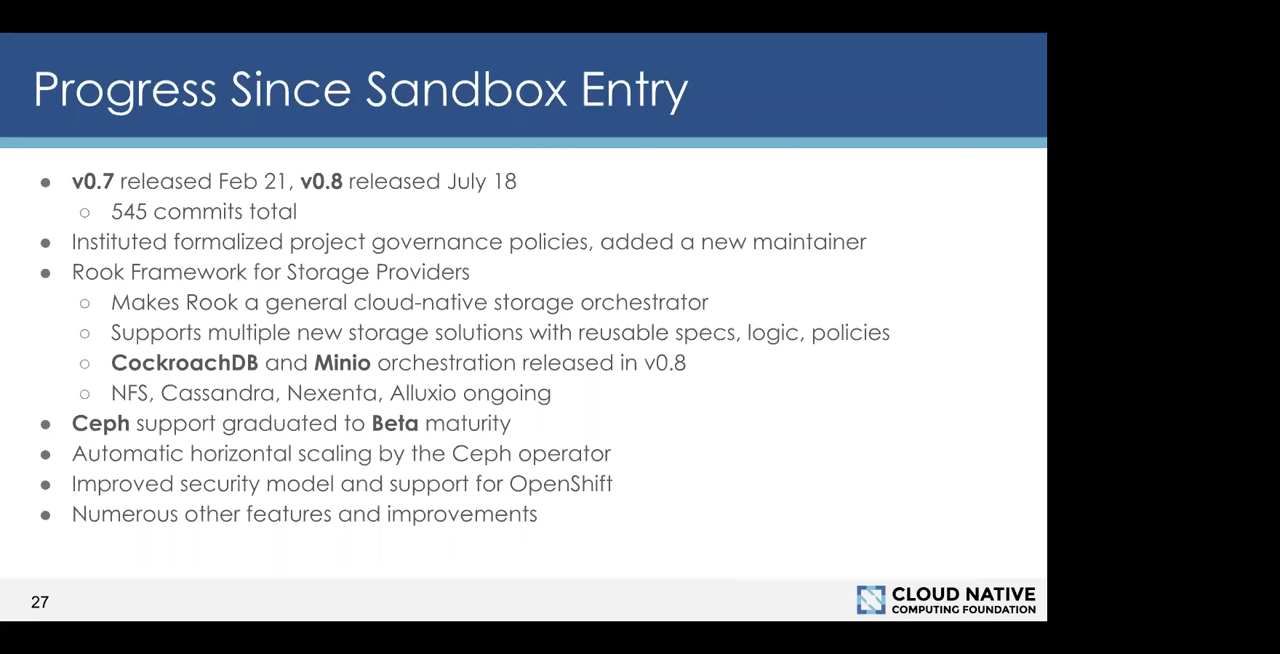 Progress Since Sandbox Entry
● v0.7 released Feb 21, v0.8 released July 18
○ 545 commits total
● Instituted formalized project governance policies, added a new maintainer
● Rook Framework for Storage Providers
○ Makes Rook a general cloud-native storage orchestrator
○ Supports multiple new storage solutions with reusable specs, logic, policies
○ CockroachDB and Minio orchestration released in v0.8
○ NFS, Cassandra, Nexenta, Alluxio ongoing
● Ceph support graduated to Beta maturity
● Automatic horizontal scaling by the Ceph operator
● Improved security model and support for OpenShift
● Numerous other features and improvements
27
CLOUD NATIVE
COMPUTING FOUNDATION